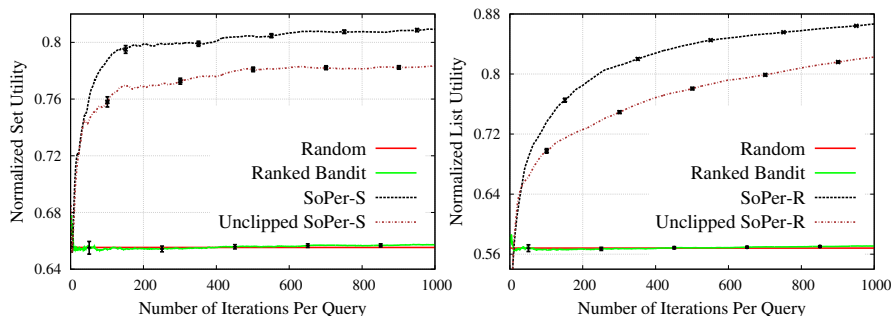 Normalized Set Utility
0.8
0.76
0.72
0.68
0.64
0
200
400
600
800
1000
Number of Iterations Per Query
Random
Ranked Bandit
SoPer-S
Unclipped SoPer-S
Normalized List Utility
0.88
0.8
0.72
0.64
0.56
0
200
400
600
800
1000
Number of Iterations Per Query
Random
Ranked Bandit
SoPer-R
Unclipped SoPer-R